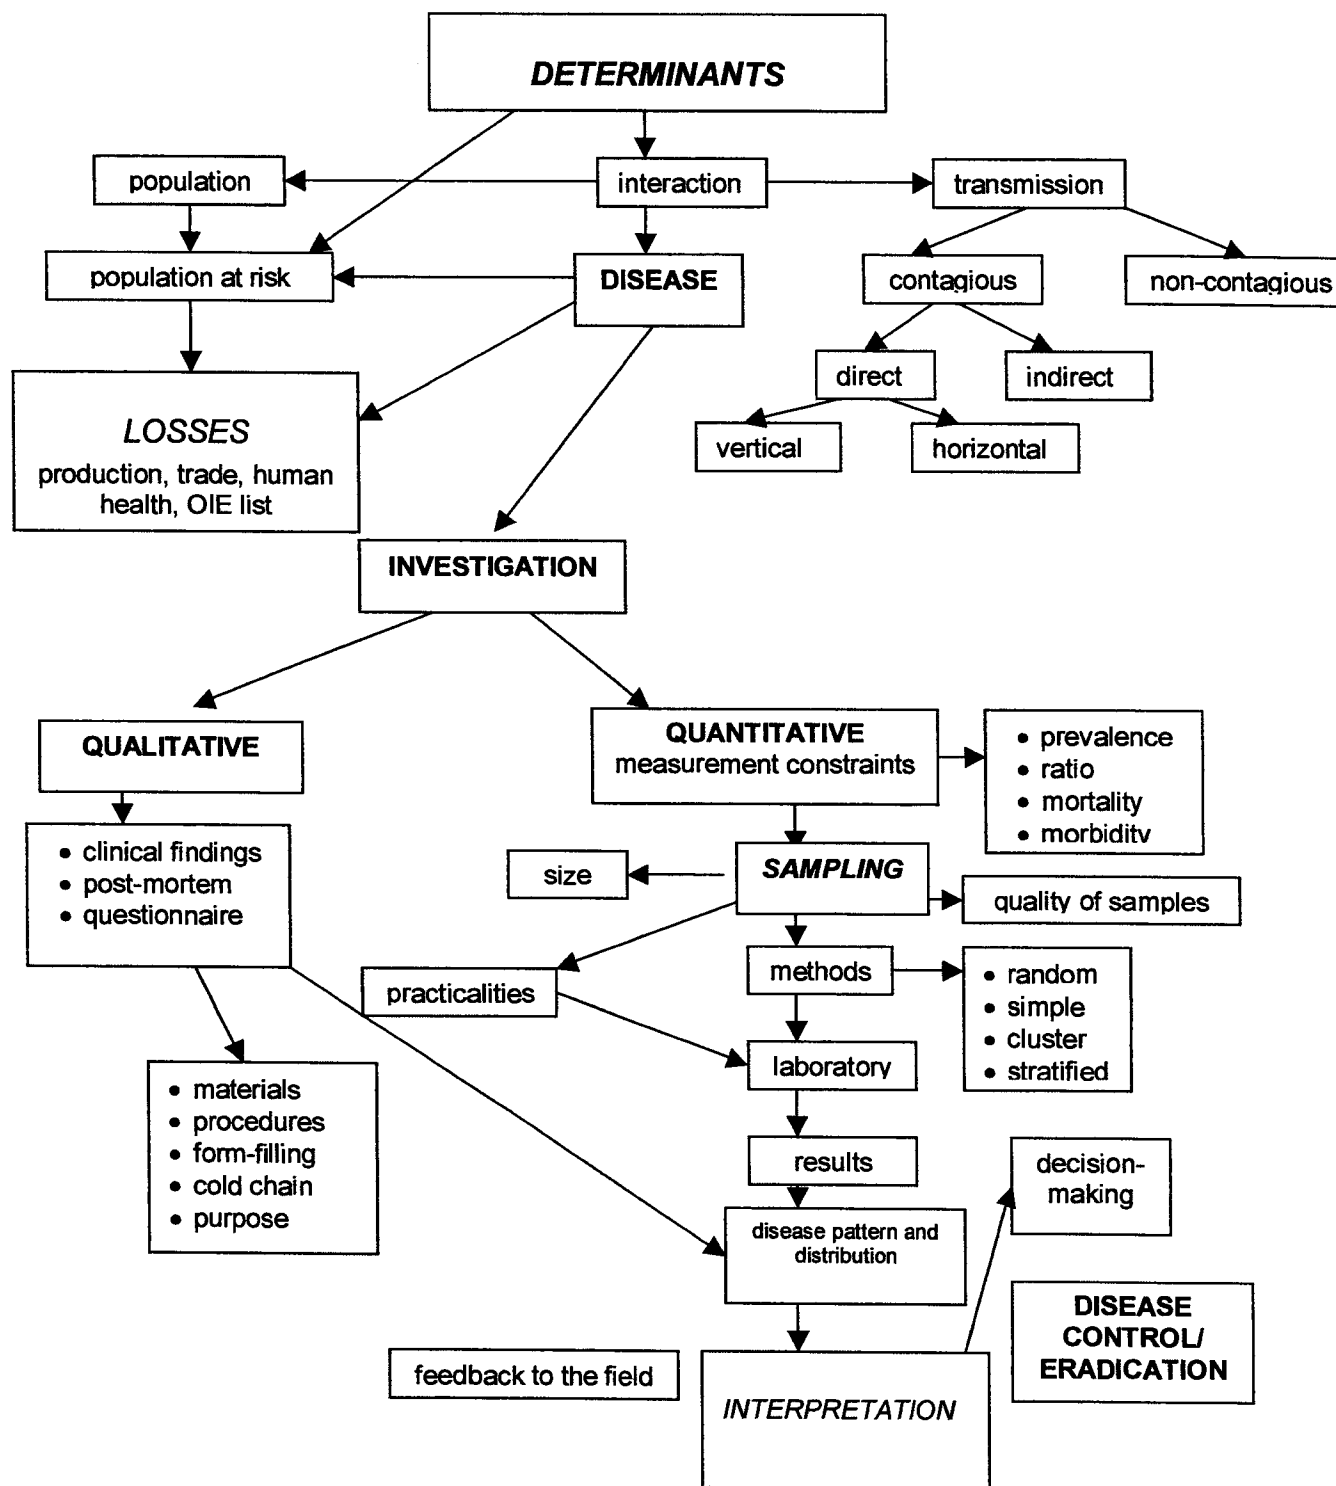 DETERMINANTS
population
interaction
transmission
population at risk
DISEASE
contagious
non-contagious
direct
indirect
LOSSES
production, trade, human
health, OIE list
vertical
horizontal
INVESTIGATION
QUALITATIVE
QUANTITATIVE
measurement constraints
• prevalence
• ratio
• mortality
• morbidity
• clinical findings
• post-mortem
• questionnaire
size
SAMPLING
quality of samples
practicalities
methods
• random
• simple
• cluster
• stratified
laboratory
• materials
• procedures
• form-filling
• cold chain
• purpose
results
decision-
making
disease pattern and
distribution
DISEASE
CONTROL/
ERADICATION
feedback to the field
INTERPRETATION